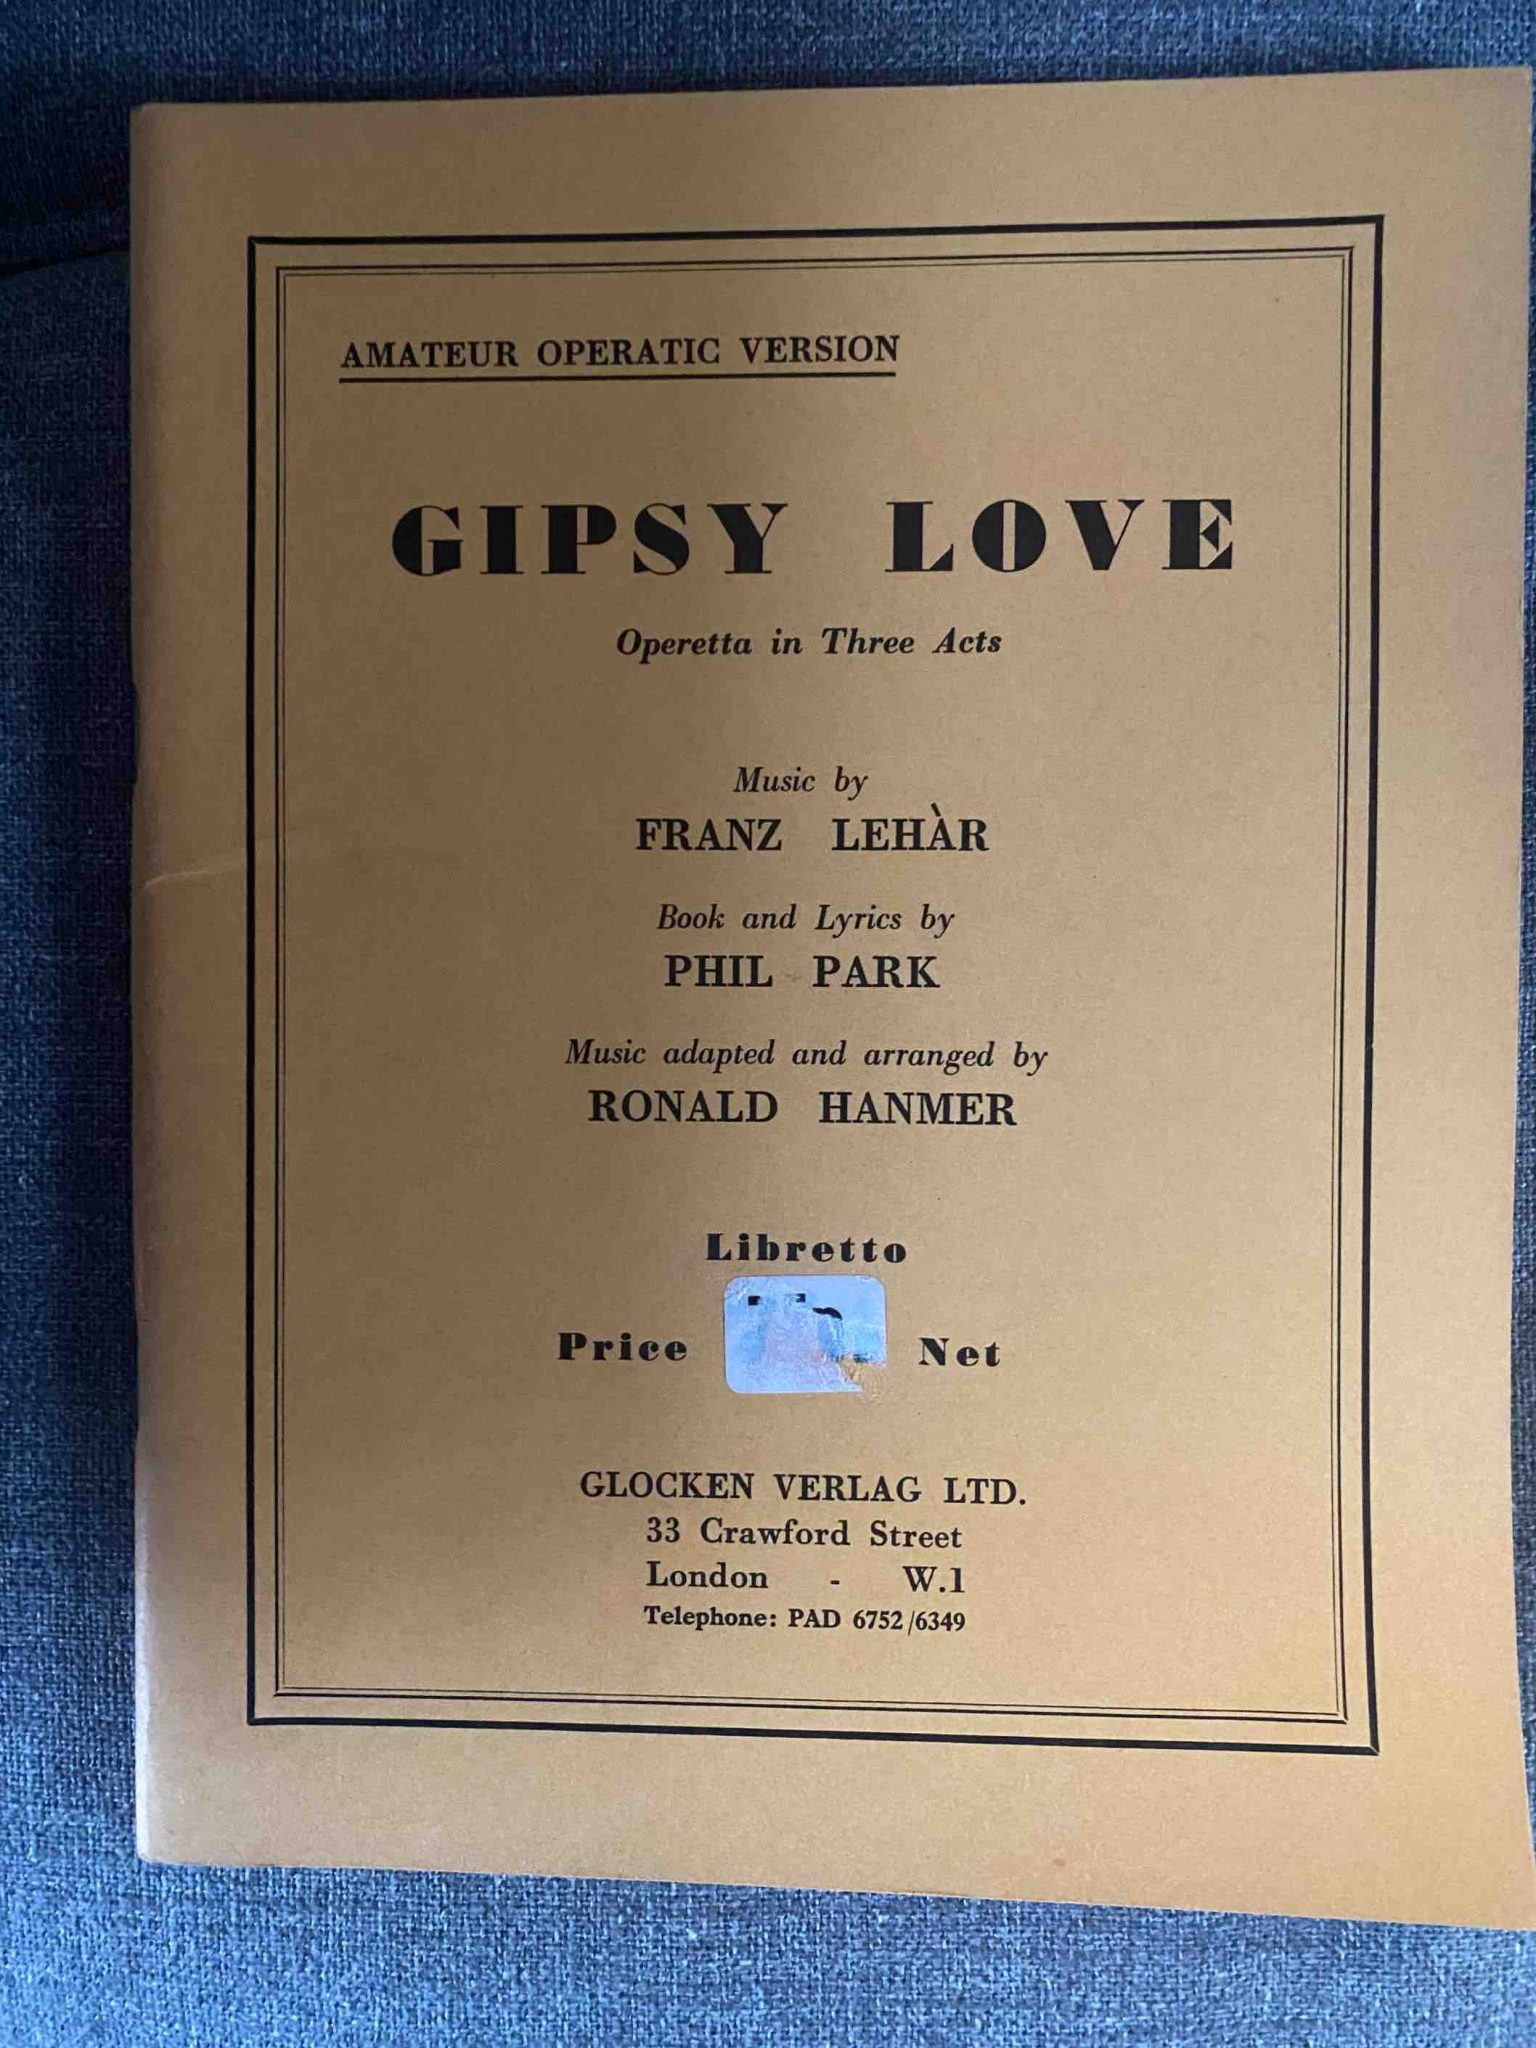 AMATEUR OPERATIC VERSION
GIPSY LOVE
Operetta in Three Acts
Music by
FRANZ LEHÀR
Book and Lyrics by
PHIL PARK
Music adapted and arranged by
RONALD HANMER
Libretto
Price Net
GLOCKEN VERLAG LTD.
33 Crawford Street
London - W.1
Telephone: PAD 6752/6349